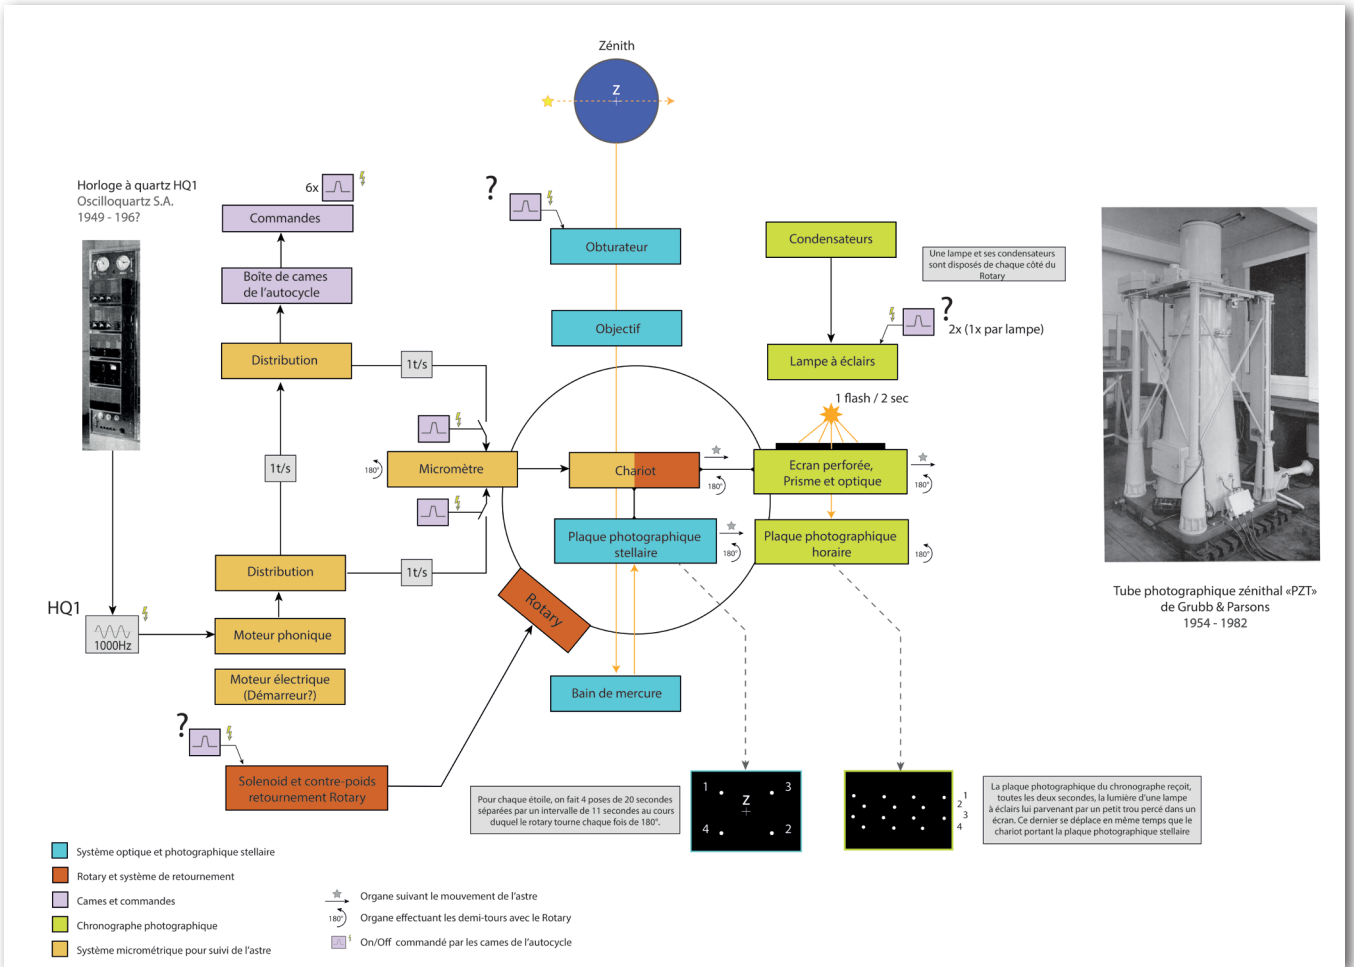 Zénith
Z
Horloge à quartz HQ1
Oscilloquartz S.A.
1949 - 196?
6x
Commandes
?
Obturateur
Condensateurs
Une lampe et ses condensateurs
sont disposés de chaque côté du
Rotary
Boîte de cames
de l'autocycle
Objectif
?
2x (1x par lampe)
Distribution
1t/s
Lampe à éclairs
1 flash / 2 sec
1t/s
180°
Micromètre
Chariot
180°
Ecran perforée,
Prisme et optique
180°
Plaque photographique
stellaire
180°
Plaque photographique
horaire
180°
Distribution
1t/s
Rotary
HQ1
1000Hz
Moteur phonique
Moteur électrique
(Démarreur?)
Bain de mercure
Tube photographique zénithal «PZT»
de Grubb & Parsons
1954 - 1982
?
Solenoid et contre-poids
retournement Rotary
Pour chaque étoile, on fait 4 poses de 20 secondes
séparées par un intervalle de 11 secondes au cours
duquel le rotary tourne chaque fois de 180°.
1
3
Z
4
2
1
2
3
4
La plaque photographique du chronographe reçoit,
toutes les deux secondes, la lumière d'une lampe
à éclairs lui parvenant par un petit trou percé dans un
écran. Ce dernier se déplace en même temps que le
chariot portant la plaque photographique stellaire
Système optique et photographique stellaire
Rotary et système de retournement
Cames et commandes
Chronographe photographique
Système micrométrique pour suivi de l'astre
Organe suivant le mouvement de l'astre
180°
Organe effectuant les demi-tours avec le Rotary
On/Off commandé par les cames de l'autocycle